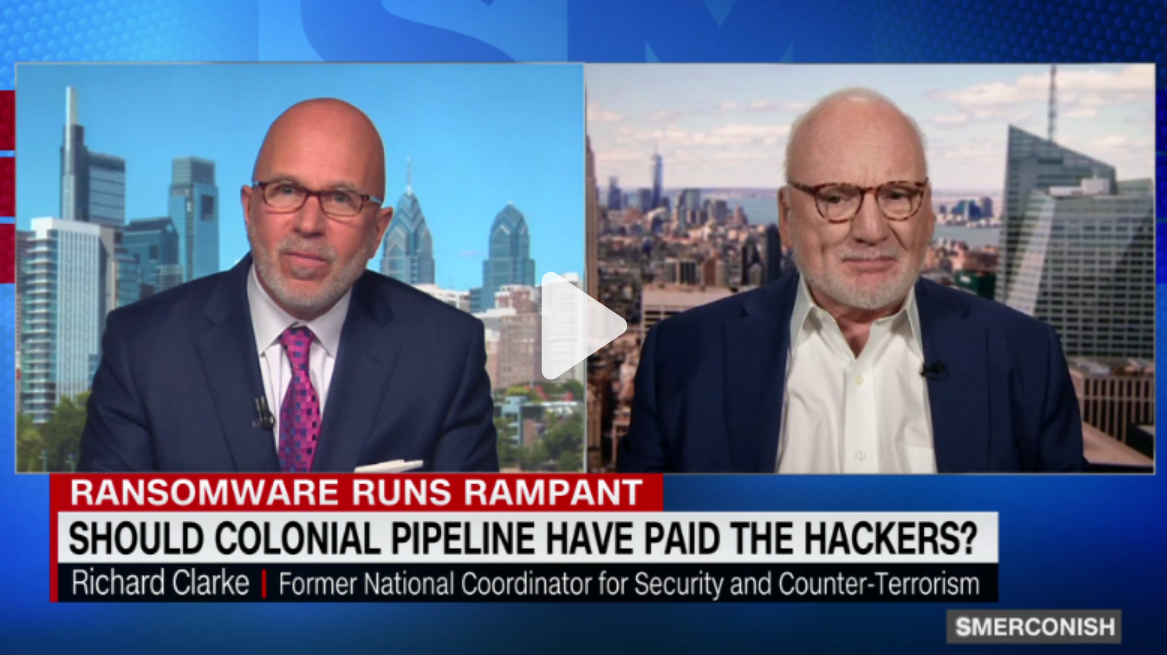 RANSOMWARE RUNS RAMPANT
SHOULD COLONIAL PIPELINE HAVE PAID THE HACKERS?
Richard Clarke | Former National Coordinator for Security and Counter-Terrorism
SMERCONISH